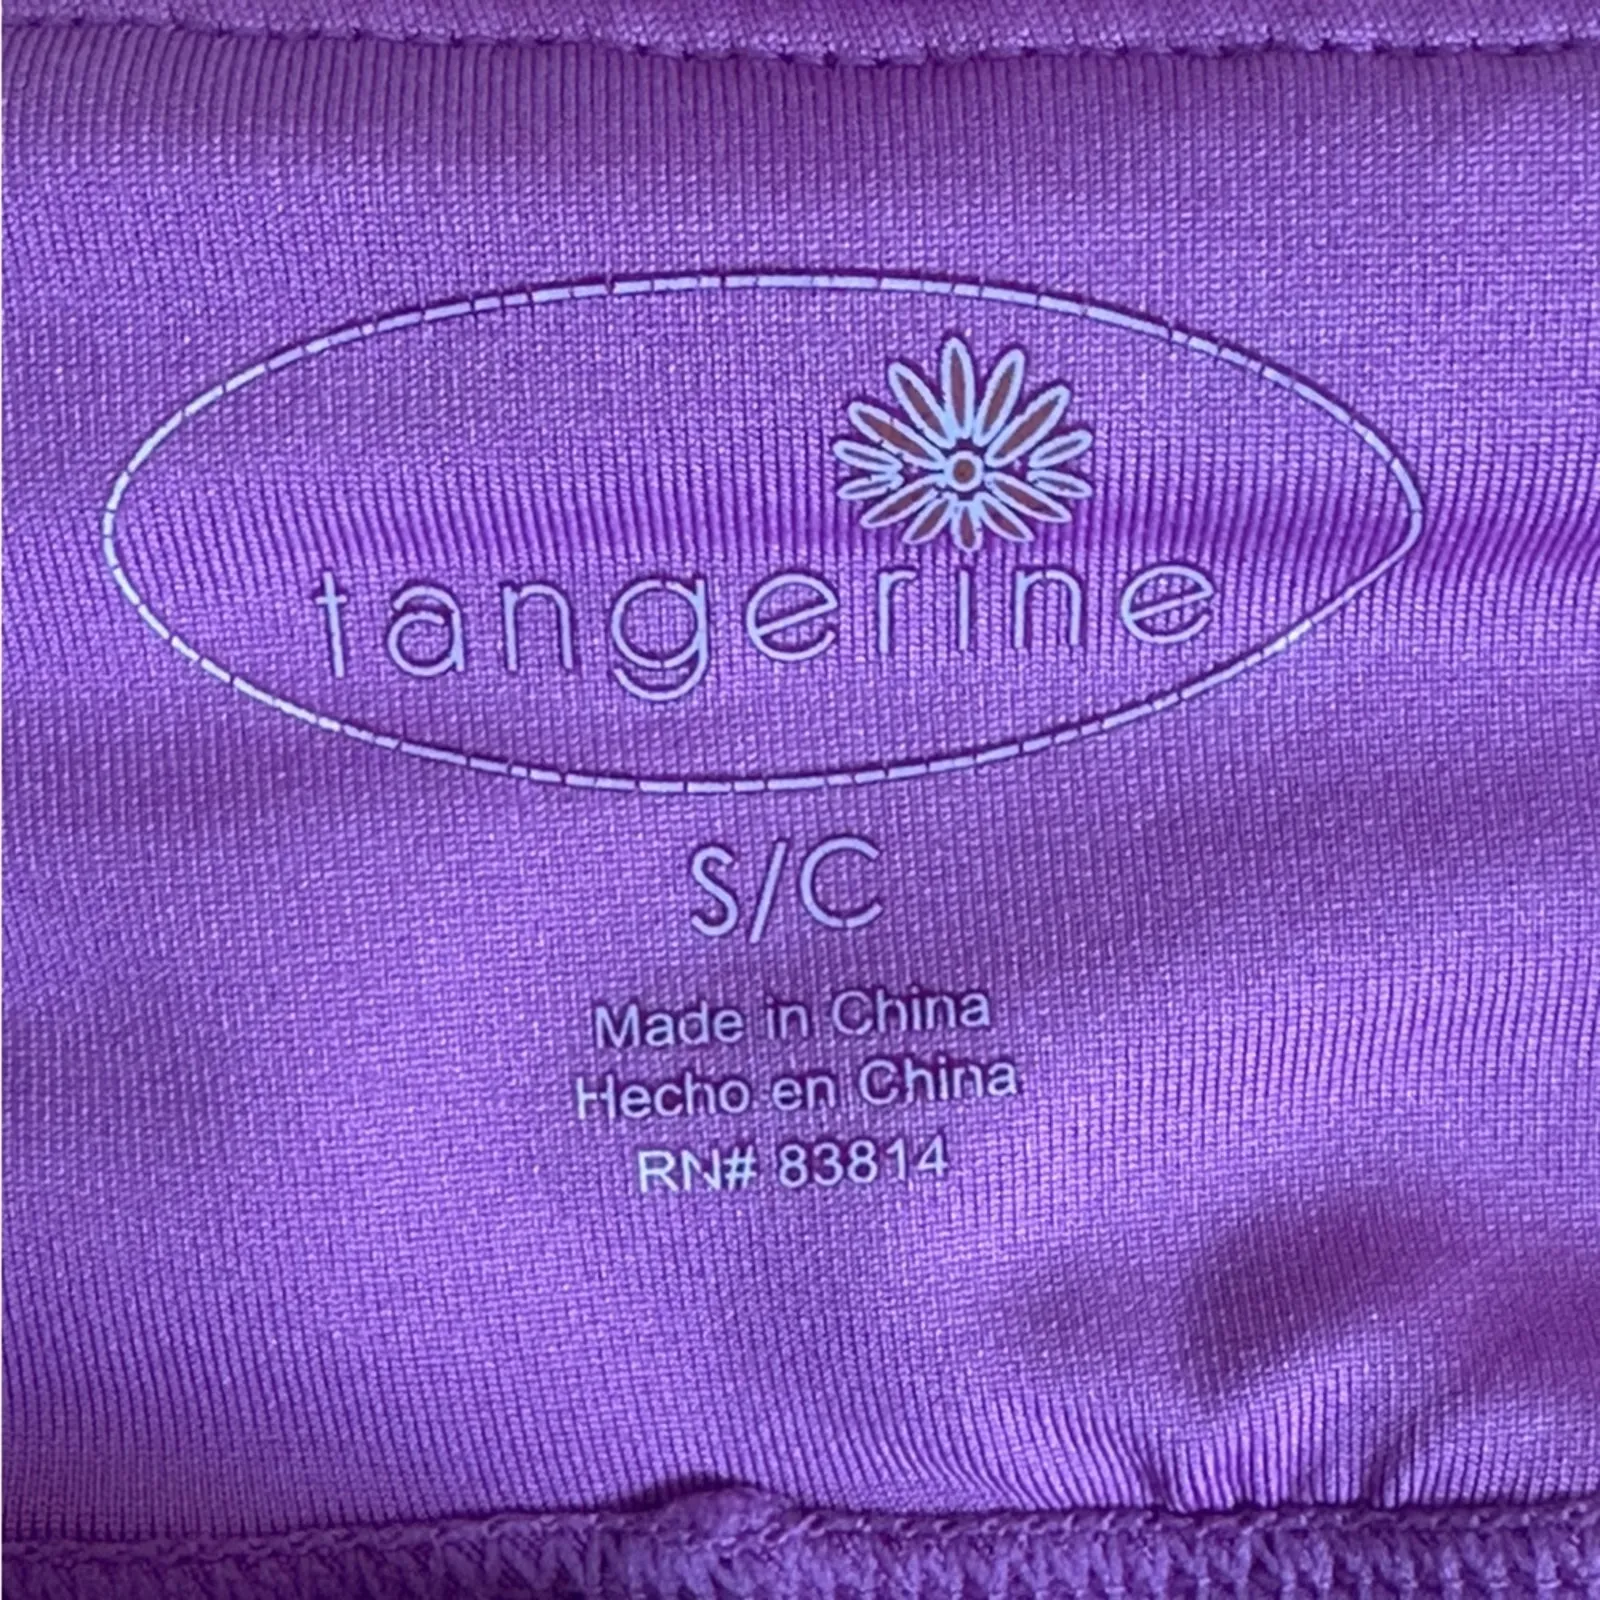 tangerine
S/C
Made in China
Hecho en China
RN# 83814